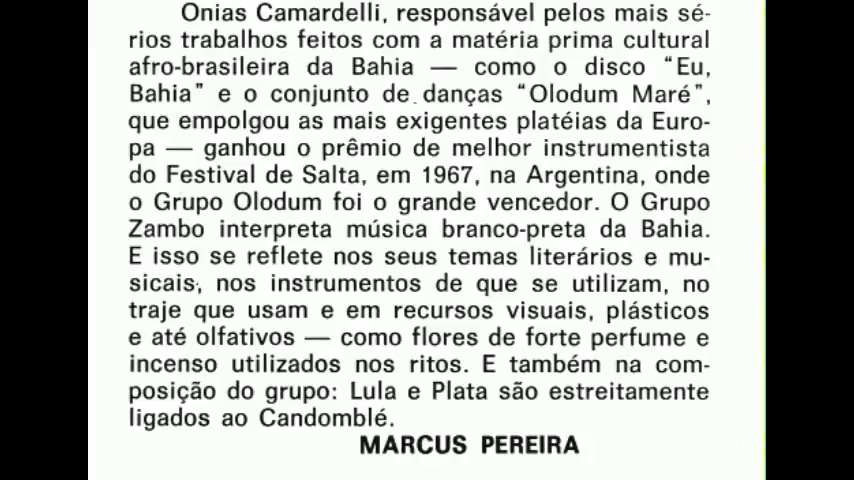 Onias Camardelli, responsável pelos mais sé-
rios trabalhos feitos com a matéria prima cultural
afro-brasileira da Bahia — como o disco “Eu,
Bahia” e o conjunto de danças “Olodum Maré”,
que empolgou as mais exigentes platéias da Euro-
pa — ganhou o prêmio de melhor instrumentista
do Festival de Salta, em 1967, na Argentina, onde
o Grupo Olodum foi o grande vencedor. O Grupo
Zambo interpreta música branco-preta da Bahia.
E isso se reflete nos seus temas literários e mu-
sicais, nos instrumentos de que se utilizam, no
traje que usam e em recursos visuais, plásticos
e até olfativos — como flores de forte perfume e
incenso utilizados nos ritos. E também na com-
posição do grupo: Lula e Plata são estreitamente
ligados ao Candomblé.
MARCUS PEREIRA